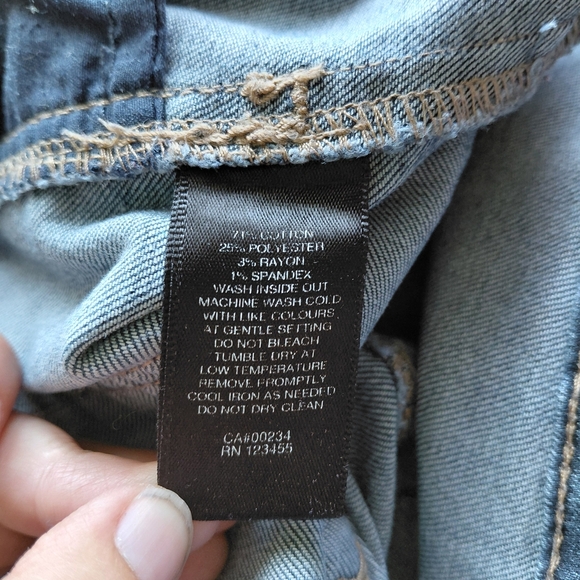 71% COTTON
25% POLYESTER
3% RAYON
1% SPANDEX
WASH INSIDE OUT
MACHINE WASH COLD
WITH LIKE COLOURS,
AT GENTLE SETTING
DO NOT BLEACH
TUMBLE DRY AT
LOW TEMPERATURE
REMOVE PROMPTLY
COOL IRON AS NEEDED
DO NOT DRY CLEAN
CA#00234
RN 123455